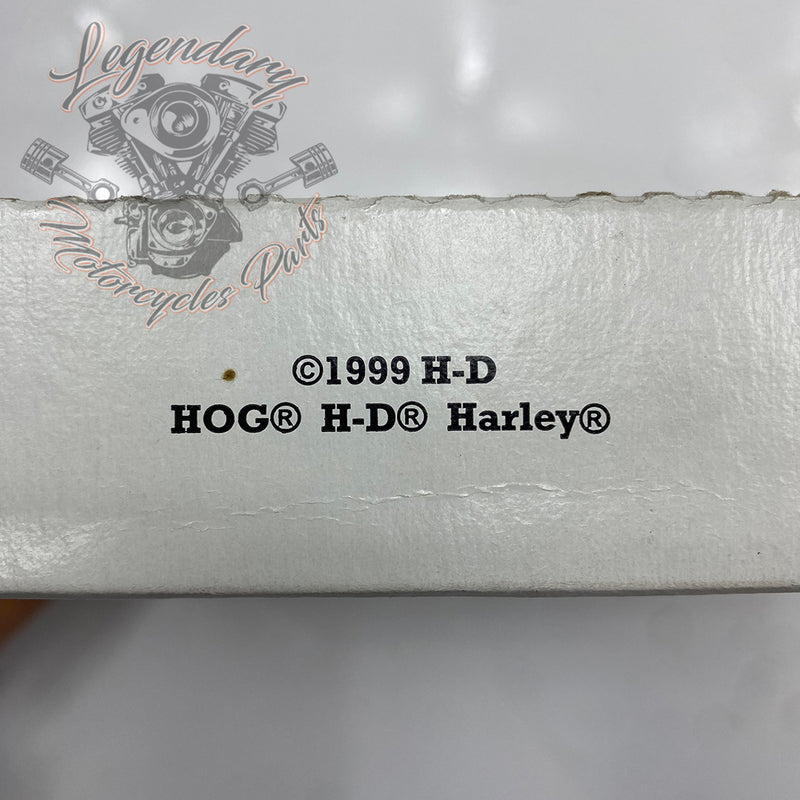 Legendary
Motorcycles Parts
©1999 H-D
HOG® H-D® Harley®